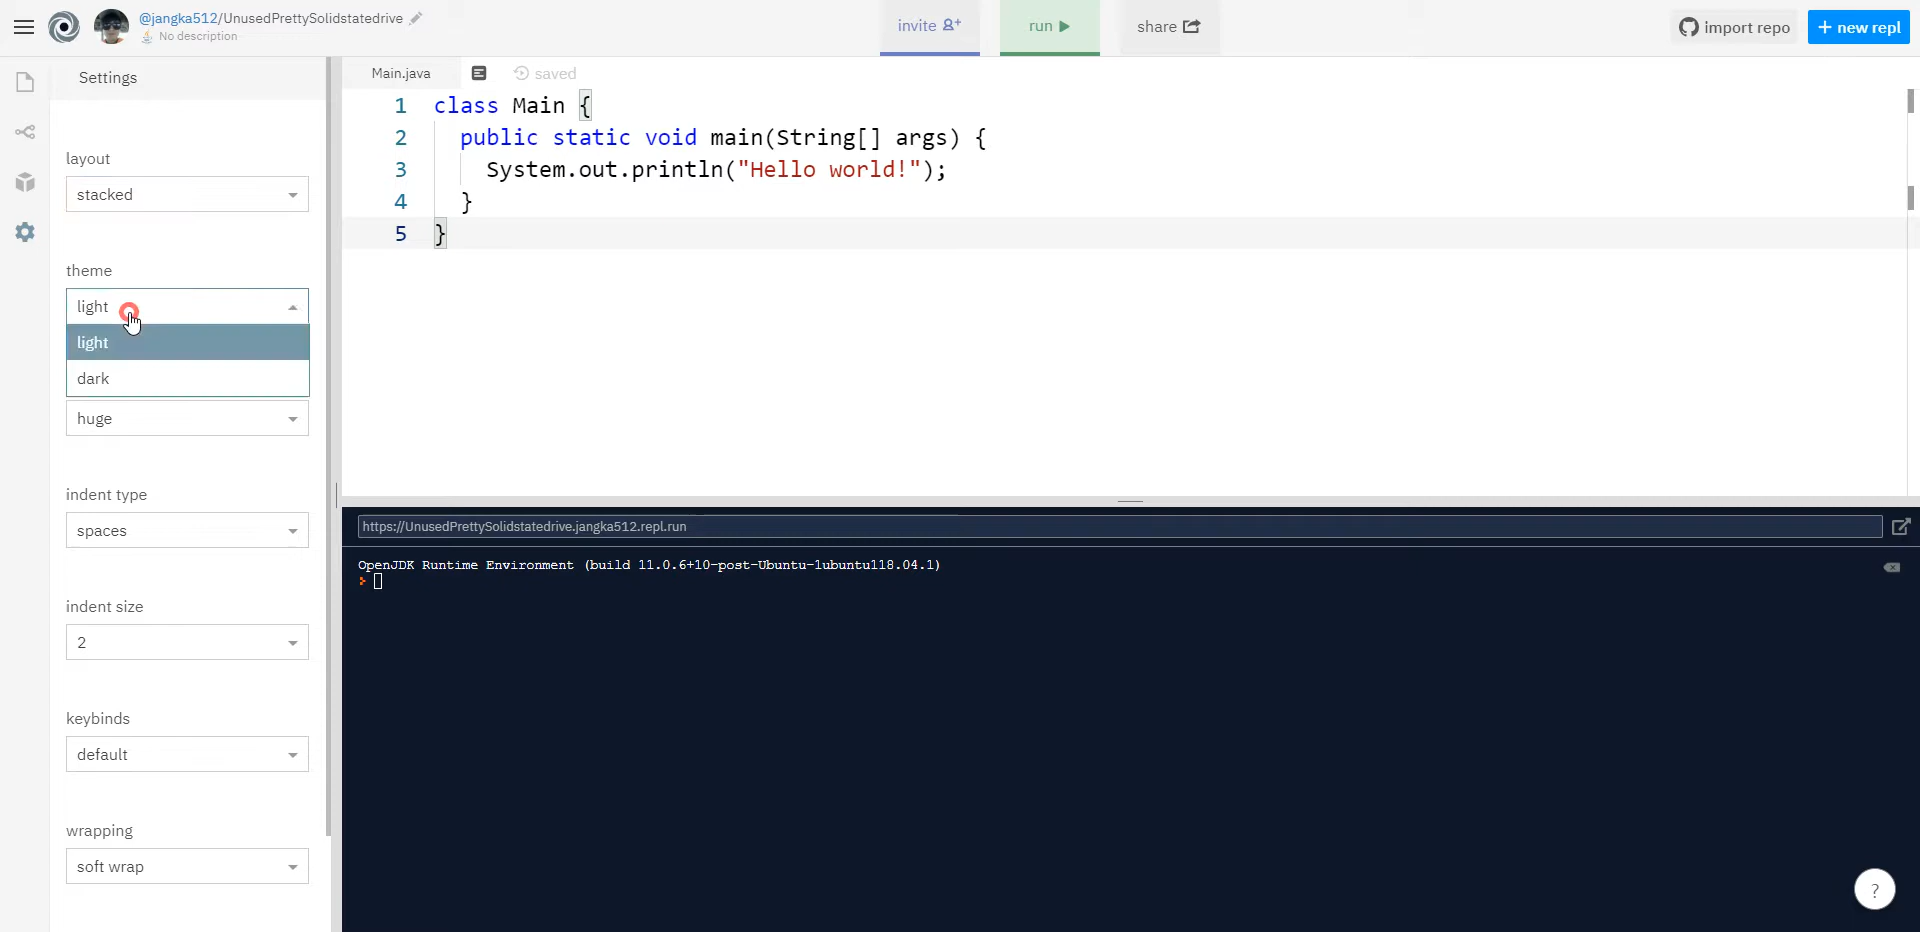 @jangka512/UnusedPrettySolidstatedrive
No description
invite
run
share
import repo
+ new repl
Settings
layout
stacked
theme
light
light
dark
huge
indent type
spaces
indent size
2
keybinds
default
wrapping
soft wrap
Main.java
saved
1 class Main {
2 public static void main(String[] args) {
3 System.out.println("Hello world!");
4 }
5 }
https://UnusedPrettySolidstatedrive.jangka512.repl.run
OpenJDK Runtime Environment (build 11.0.6+10-post-Ubuntu-1ubuntu118.04.1)
>
?